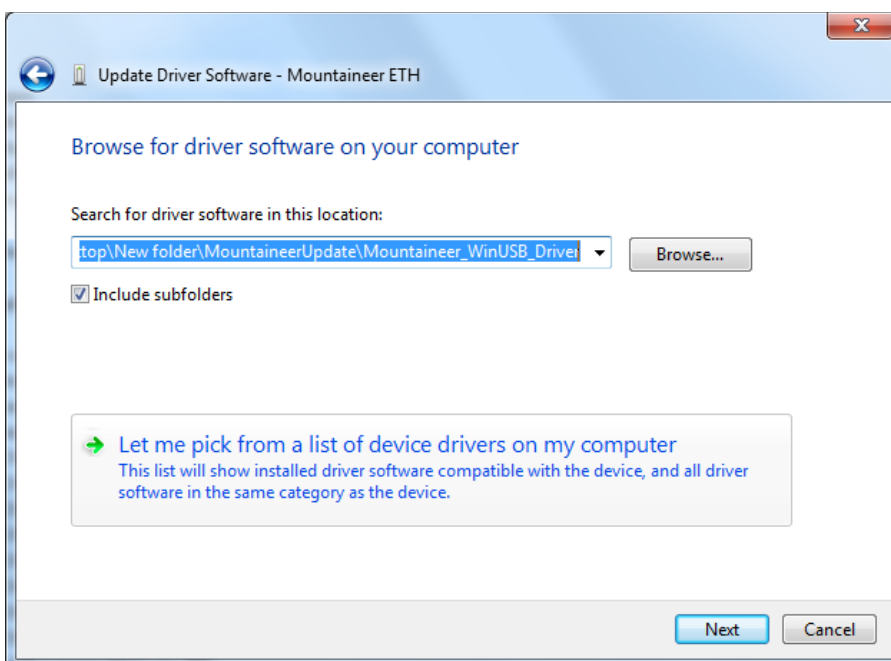 Update Driver Software - Mountaineer ETH
Browse for driver software on your computer
Search for driver software in this location:
top\New folder\MountaineerUpdate\Mountaineer_WinUSB_Driver
Browse...
Include subfolders
Let me pick from a list of device drivers on my computer
This list will show installed driver software compatible with the device, and all driver
software in the same category as the device.
Next
Cancel